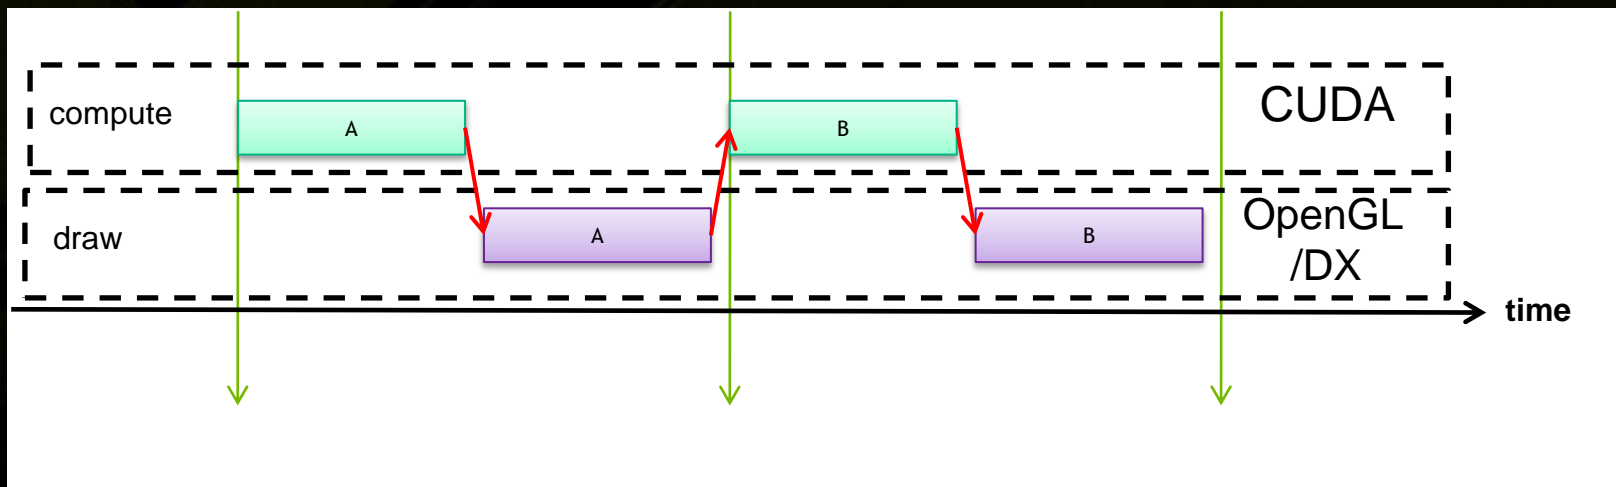 compute
A
B
CUDA
draw
A
B
OpenGL
/DX
time